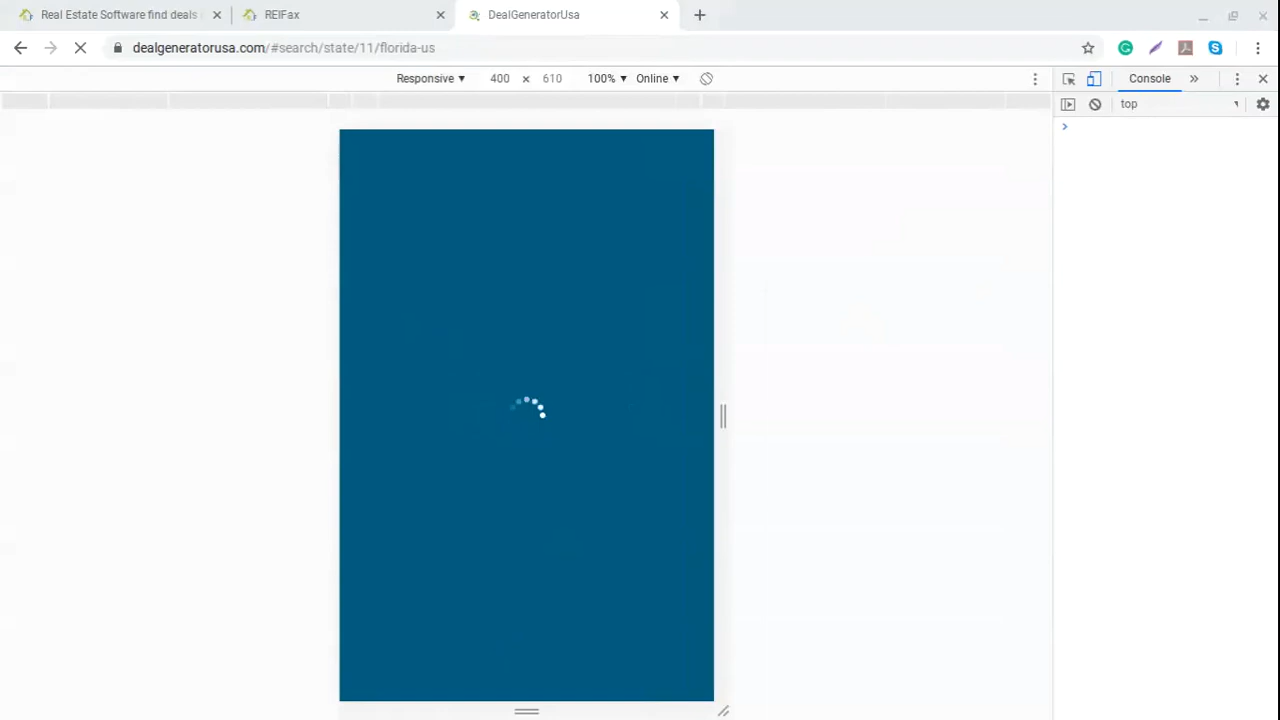 Real Estate Software find deals
REIFax
DealGeneratorUsa
dealgeneratorusa.com/#search/state/11/florida-us
Responsive 400 × 610 100% Online
Console
top